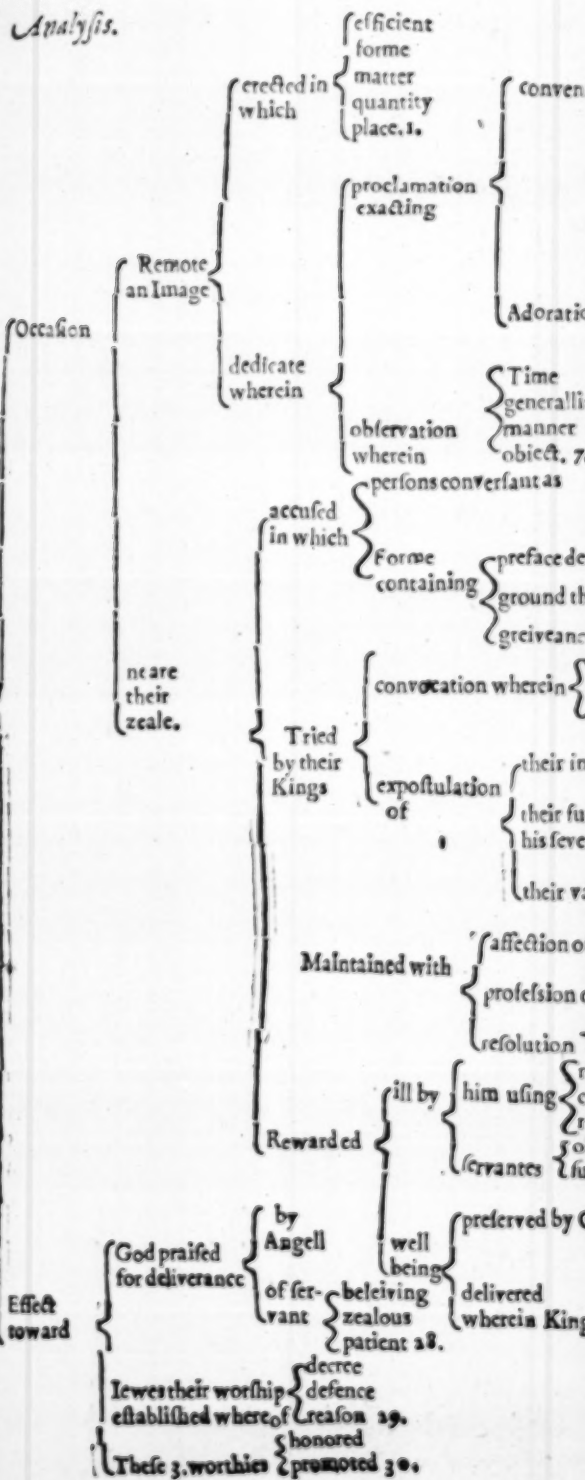 Analyſis.
Occaſion
Remote
an Image
erected in
which
efficient
forme
matter
quantity
place. 1.
dedicate
wherein
proclamation
exacting
conven
Adoratio
obſervation
wherein
Time
generalli
manner
obiect. 7
neare
their
zeale.
accuſed
in which
perſons converſant as
Forme
containing
preface de
ground th
greiveanc
Tried
by their
Kings
convocation wherein
expoſtulation
of
their in
their fu
his ſeve
their va
Maintained with
affection o
profeſsion
reſolution
Rewarded
ill by
him uſing
ſervantes
well
being
preſerved by
delivered
wherein King
Effect
toward
God praiſed
for deliverance
by
Angell
of ſer-
vant
beleiving
zealous
patient 28.
Iewes their worſhip
eſtabliſhed where of
decree
defence
reaſon 29.
Theſe 3. worthies
honored
promoted 30.